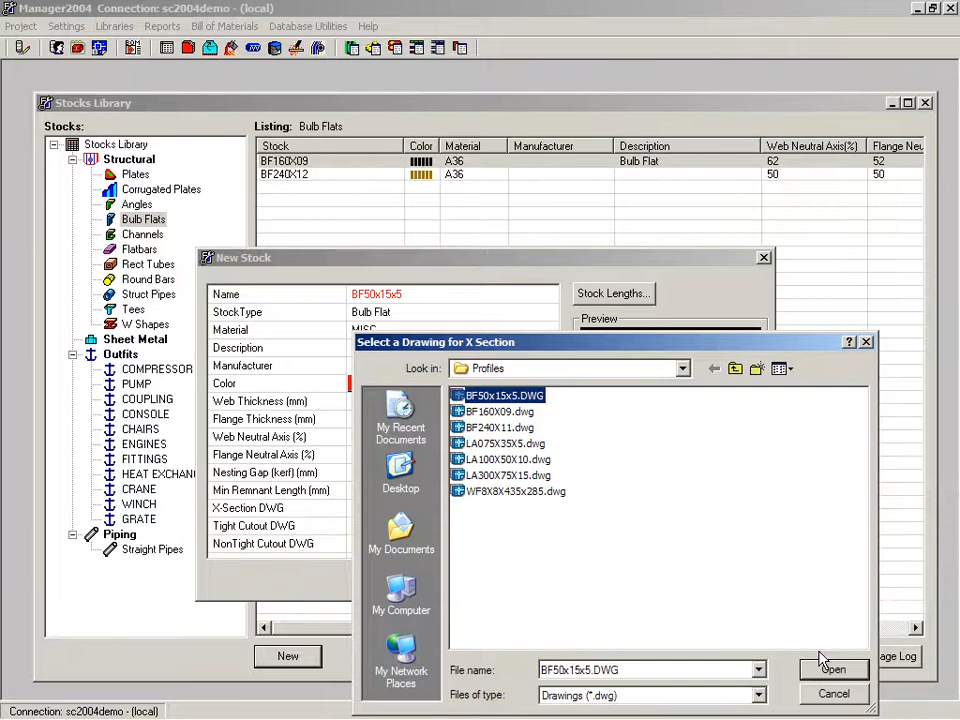 Manager2004 Connection: sc2004demo - (local)
Project Settings Libraries Reports Bill of Materials Database Utilities Help
Stocks Library
Stocks:
Stocks Library
Structural
Plates
Corrugated Plates
Angles
Bulb Flats
Channels
Flatbars
Rect Tubes
Round Bars
Struct Pipes
Tees
W Shapes
Sheet Metal
Outfits
COMPRESSOR
PUMP
COUPLING
CONSOLE
CHAIRS
ENGINES
FITTINGS
HEAT EXCHAN
CRANE
WINCH
GRATE
Piping
Straight Pipes
Listing: Bulb Flats
Stock Color Material Manufacturer Description Web Neutral Axis(%) Flange Neu
BF160X09 A36 Bulb Flat 62 52
BF240X12 A36 50 50
New
age Log
New Stock
Name BF50x15x5
StockType Bulb Flat
Material MISC
Description
Manufacturer
Color
Web Thickness (mm)
Flange Thickness (mm)
Web Neutral Axis (%)
Flange Neutral Axis (%)
Nesting Gap (kerf) (mm)
Min Remnant Length (mm)
X-Section DWG
Tight Cutout DWG
NonTight Cutout DWG
Stock Lengths...
Preview
Select a Drawing for X Section
Look in: Profiles
My Recent
Documents
Desktop
My Documents
My Computer
My Network
Places
BF50x15x5.DWG
BF160X09.dwg
BF240X11.dwg
LA075X35X5.dwg
LA100X50X10.dwg
LA300X75X15.dwg
WF8X8X435x285.dwg
File name: BF50x15x5.DWG
Open
Files of type: Drawings (*.dwg)
Cancel
Connection: sc2004demo - (local)